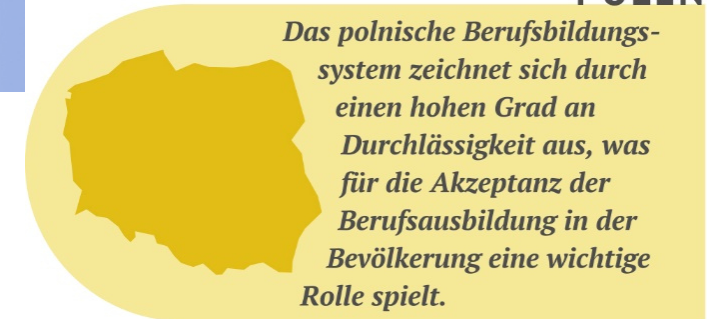 Das polnische Berufsbildungs-
system zeichnet sich durch
einen hohen Grad an
Durchlässigkeit aus, was
für die Akzeptanz der
Berufsausbildung in der
Bevölkerung eine wichtige
Rolle spielt.